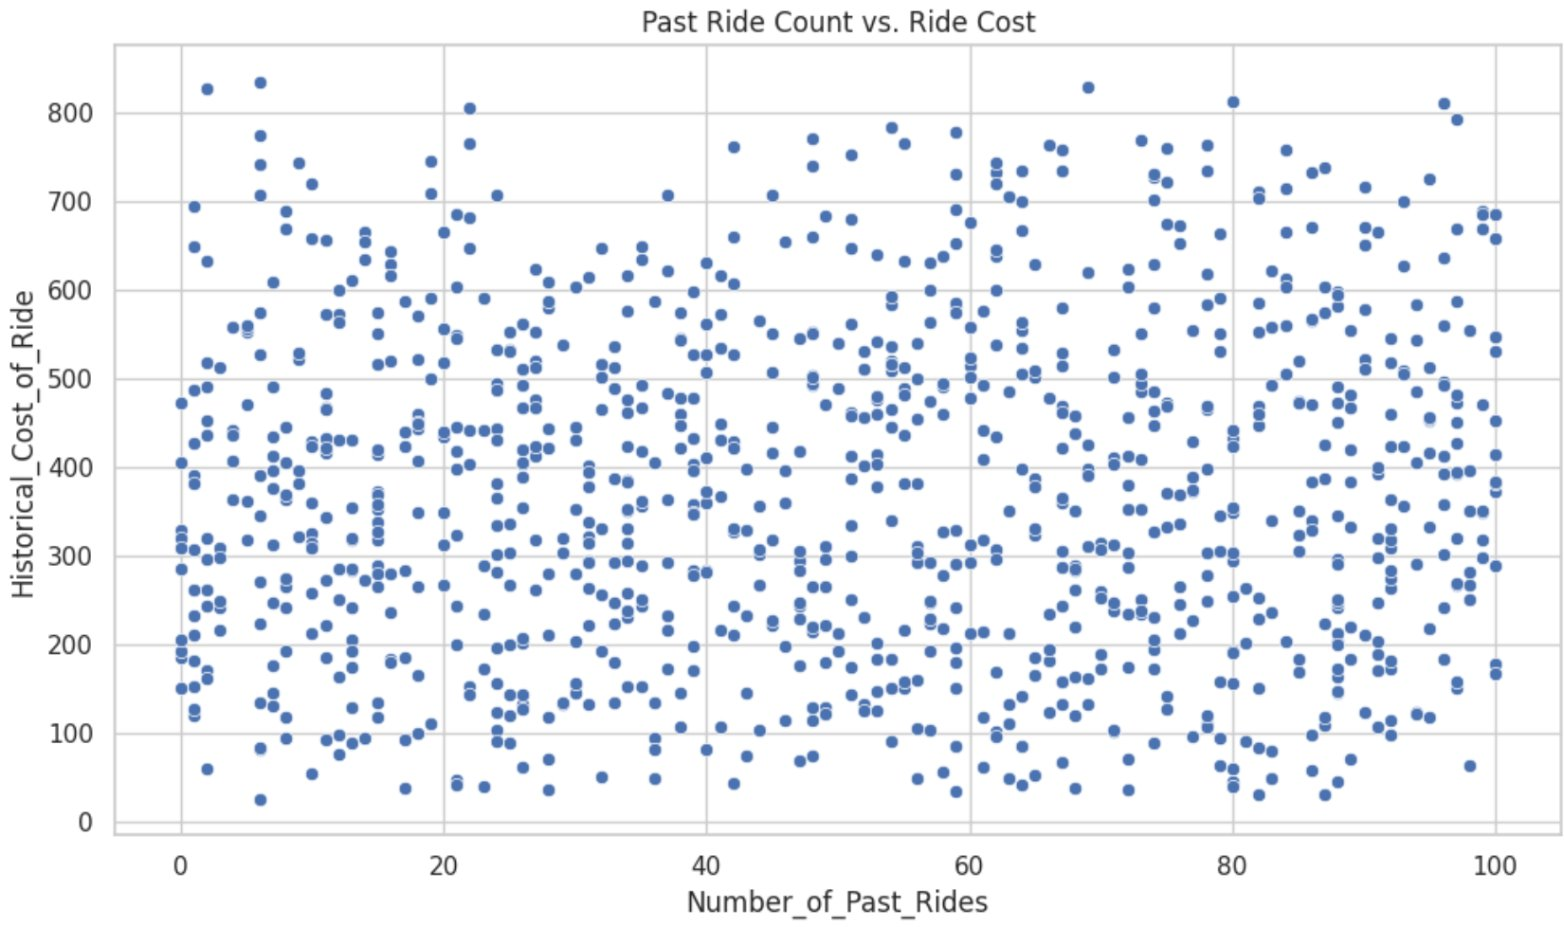 Past Ride Count vs. Ride Cost
800
700
600
500
400
300
200
100
0
Historical_Cost_of_Ride
0 20 40 60 80 100
Number_of_Past_Rides